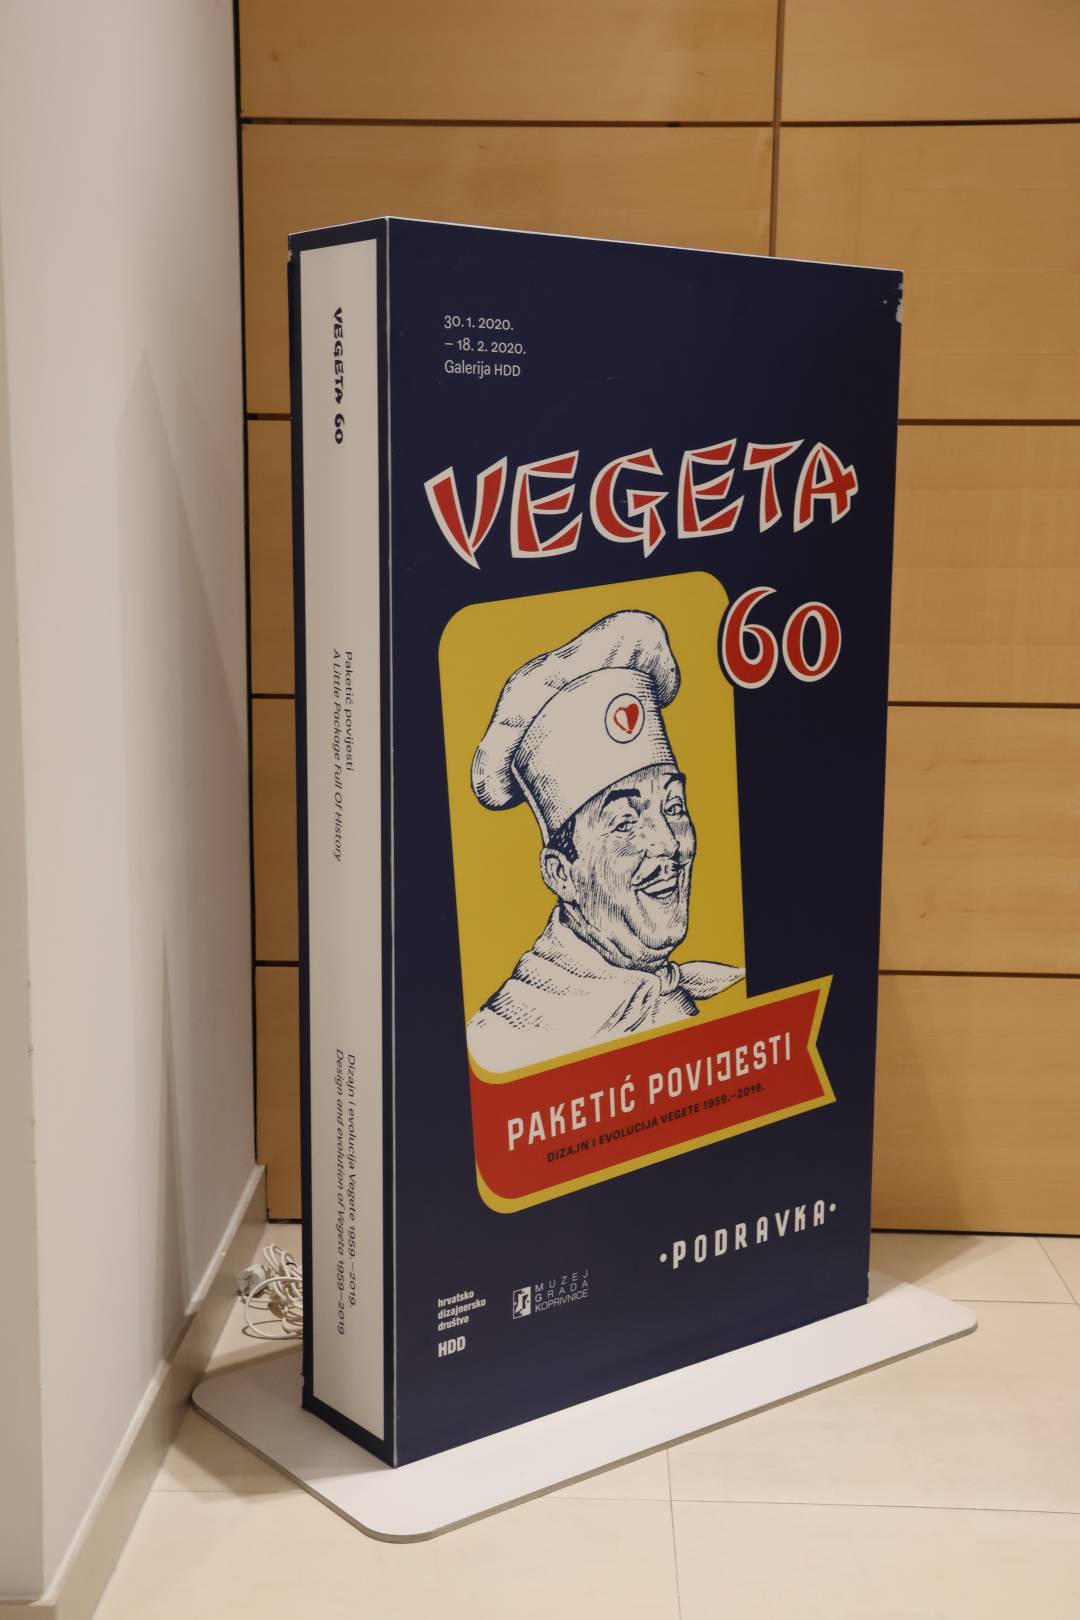 VEGETA 60
Paketić povijesti
A Little Package Full Of History
Dizajn i evolucija Vegete 1959.–2019.
Design and evolution of Vegeta 1959–2019
30. 1. 2020.
– 18. 2. 2020.
Galerija HDD
VEGETA
60
PAKETIĆ POVIJESTI
DIZAJN I EVOLUCIJA VEGETE 1959.–2019.
•PODRAVKA•
hrvatsko
dizajnersko
društvo
HDD
MUZEJ
GRADA
KOPRIVNICE